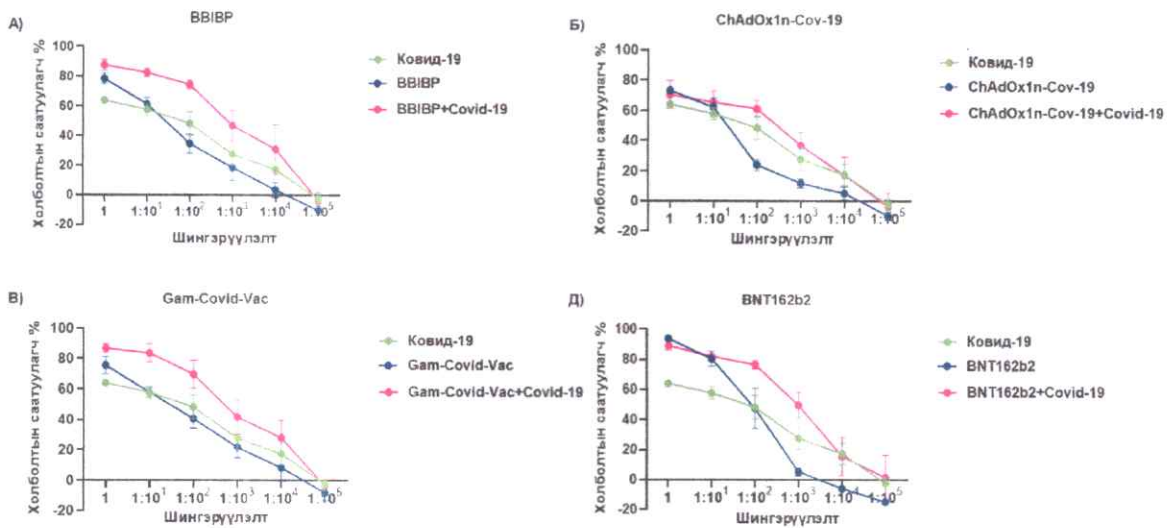 А)
BBIBP
Холболтын саатуулагч %
100
80
60
40
20
0
-20
1
1:10¹
1:10²
1:10¹
1:10⁴
1:10⁵
Шингэрүүлэлт
Ковид-19
BBIBP
BBIBP+Covid-19
Б)
ChAdOx1n-Cov-19
Холболтын саатуулагч %
100
80
60
40
20
0
-20
1
1:10¹
1:10²
1:10³
1:10⁴
1:10⁵
Шингэрүүлэлт
Ковид-19
ChAdOx1n-Cov-19
ChAdOx1n-Cov-19+Covid-19
В)
Gam-Covid-Vac
Холболтын саатуулагч %
100
80
60
40
20
0
-20
1
1:10¹
1:10²
1:10³
1:10⁴
1:10⁵
Шингэрүүлэлт
Ковид-19
Gam-Covid-Vac
Gam-Covid-Vac+Covid-19
Д)
BNT162b2
Холболтын саатуулагч %
100
80
60
40
20
0
-20
1
1:10¹
1:10²
1:10³
1:10⁴
1:10⁵
Шингэрүүлэлт
Ковид-19
BNT162b2
BNT162b2+Covid-19